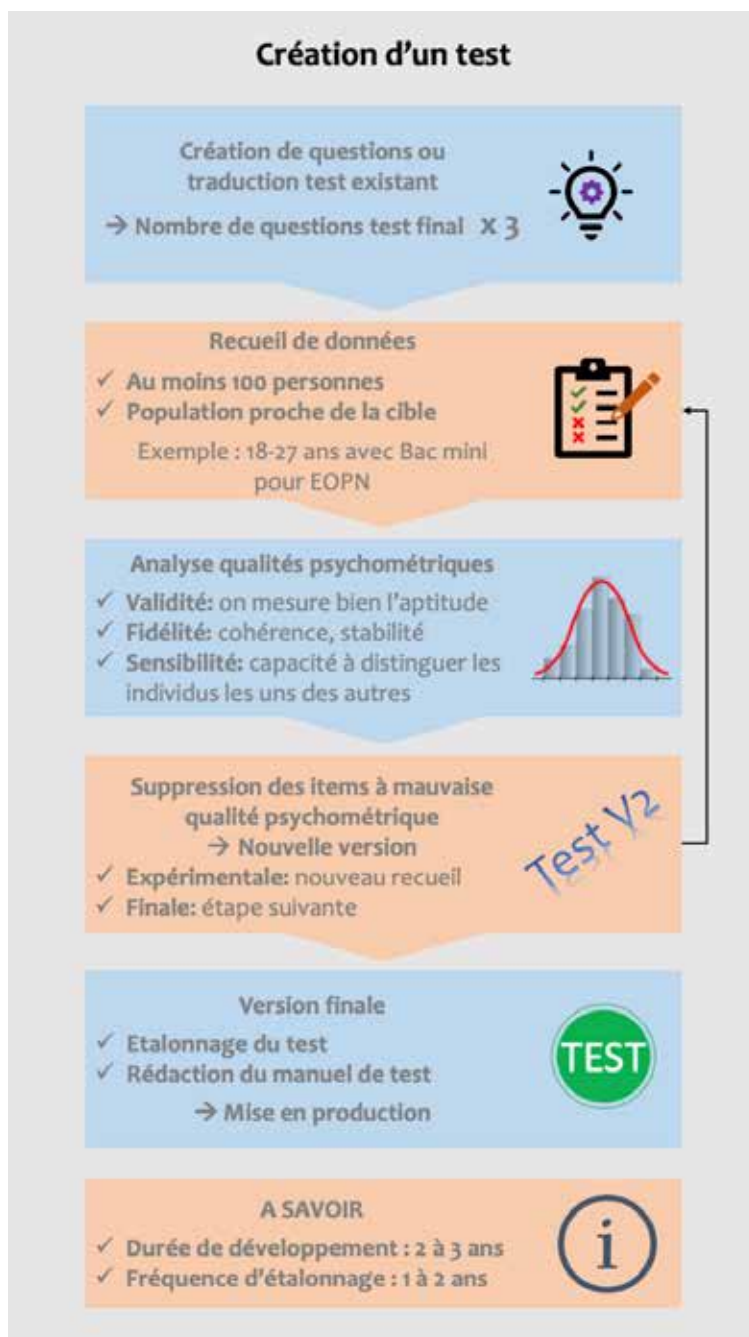 Création d'un test
Création de questions ou
traduction test existant
→ Nombre de questions test final x 3
Recueil de données
✓ Au moins 100 personnes
✓ Population proche de la cible
Exemple : 18-27 ans avec Bac mini
pour EOPN
Analyse qualités psychométriques
✓ Validité: on mesure bien l'aptitude
✓ Fidélité: cohérence, stabilité
✓ Sensibilité: capacité à distinguer les
individus les uns des autres
Suppression des items à mauvaise
qualité psychométrique
→ Nouvelle version
✓ Expérimentale: nouveau recueil
✓ Finale: étape suivante
Test V2
Version finale
✓ Etalonnage du test
✓ Rédaction du manuel de test
→ Mise en production
TEST
A SAVOIR
✓ Durée de développement : 2 à 3 ans
✓ Fréquence d'étalonnage : 1 à 2 ans
i